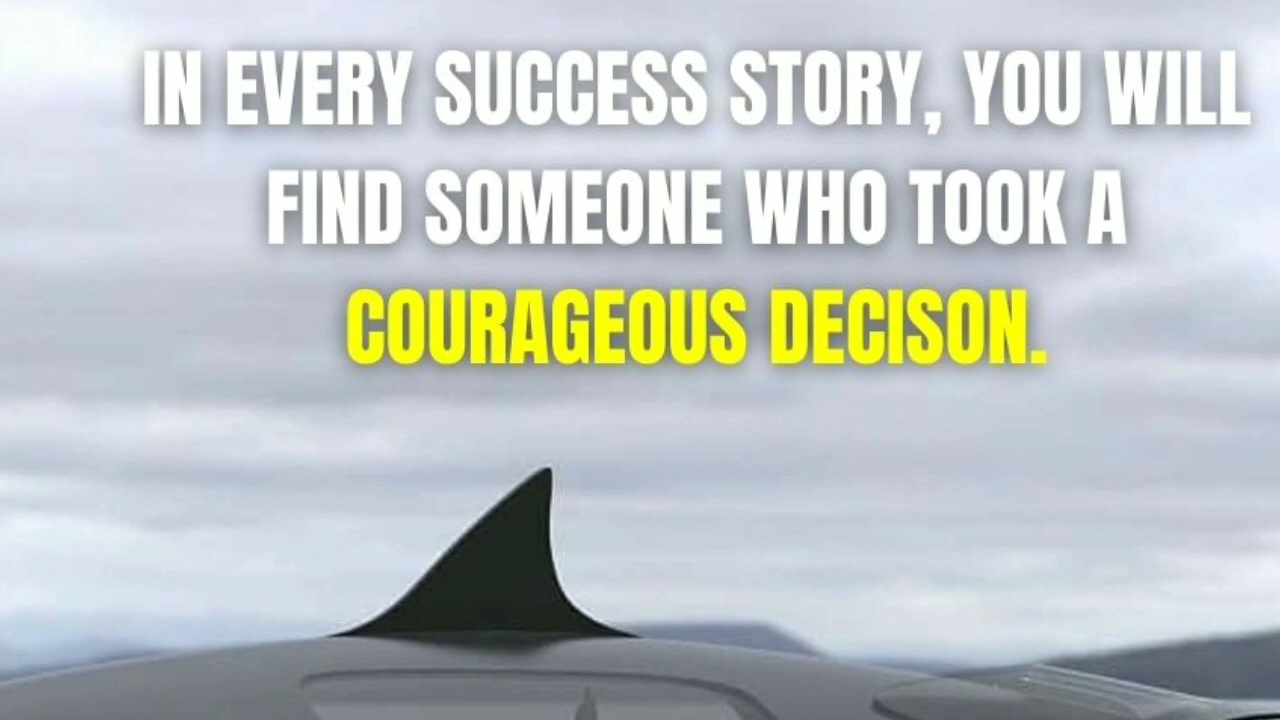 IN EVERY SUCCESS STORY, YOU WILL
FIND SOMEONE WHO TOOK A
COURAGEOUS DECISON.